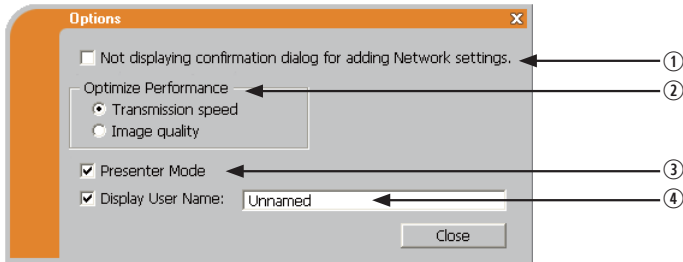 Options X
Not displaying confirmation dialog for adding Network settings. ①
Optimize Performance ②
Transmission speed
Image quality
Presenter Mode ③
Display User Name: Unnamed ④
Close